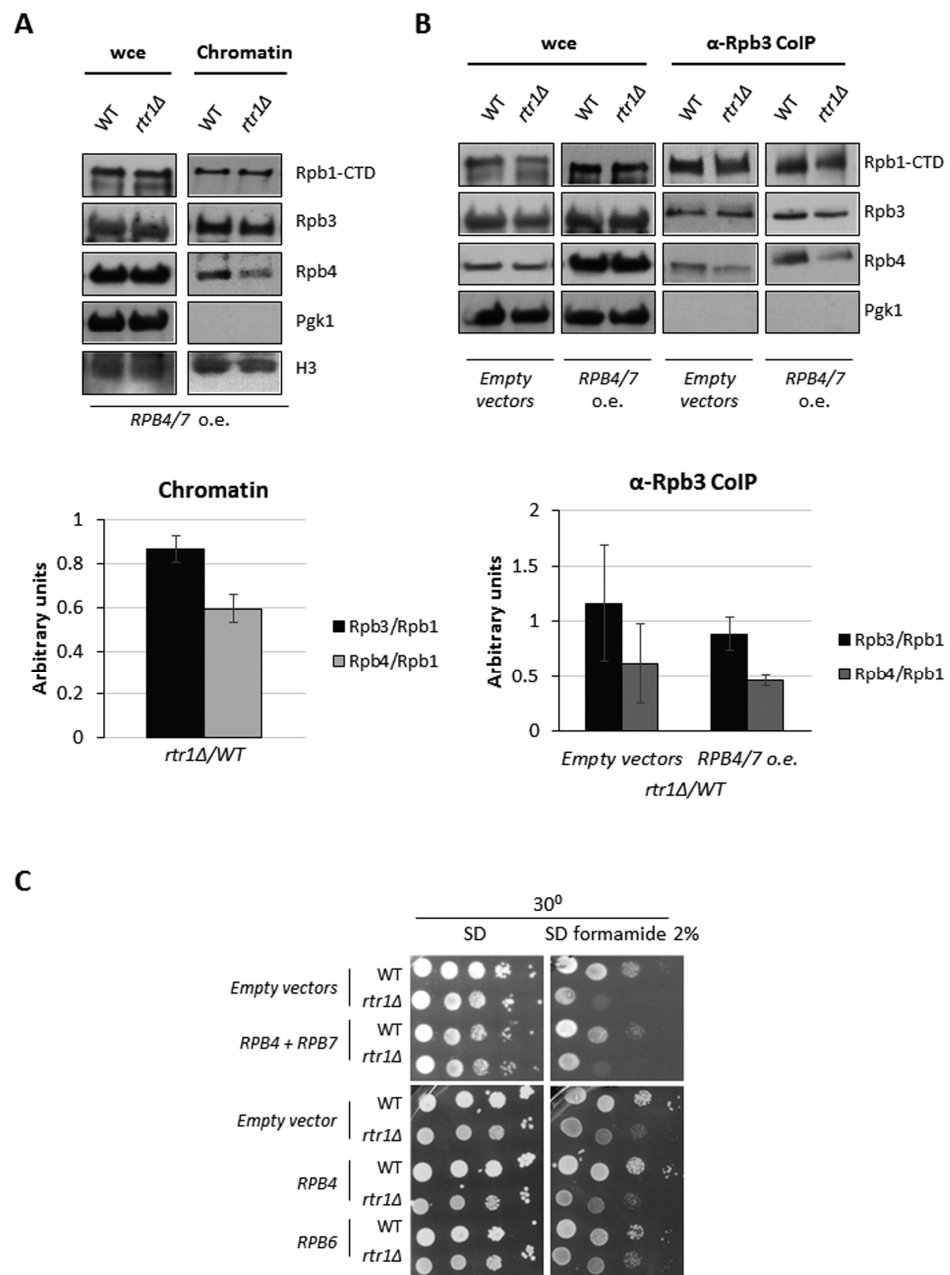 A
wce Chromatin
WT rtr1Δ WT rtr1Δ
Rpb1-CTD
Rpb3
Rpb4
Pgk1
H3
RPB4/7 o.e.
Chromatin
Arbitrary units
1
0.8
0.6
0.4
0.2
0
rtr1Δ/WT
Rpb3/Rpb1
Rpb4/Rpb1
B
wce α-Rpb3 CoIP
WT rtr1Δ WT rtr1Δ WT rtr1Δ WT rtr1Δ
Rpb1-CTD
Rpb3
Rpb4
Pgk1
Empty RPB4/7 Empty RPB4/7
vectors o.e. vectors o.e.
α-Rpb3 CoIP
Arbitrary units
2
1.5
1
0.5
0
Empty vectors RPB4/7 o.e.
rtr1Δ/WT
Rpb3/Rpb1
Rpb4/Rpb1
C
30⁰
SD SD formamide 2%
Empty vectors WT
rtr1Δ
RPB4 + RPB7 WT
rtr1Δ
Empty vector WT
rtr1Δ
RPB4 WT
rtr1Δ
RPB6 WT
rtr1Δ